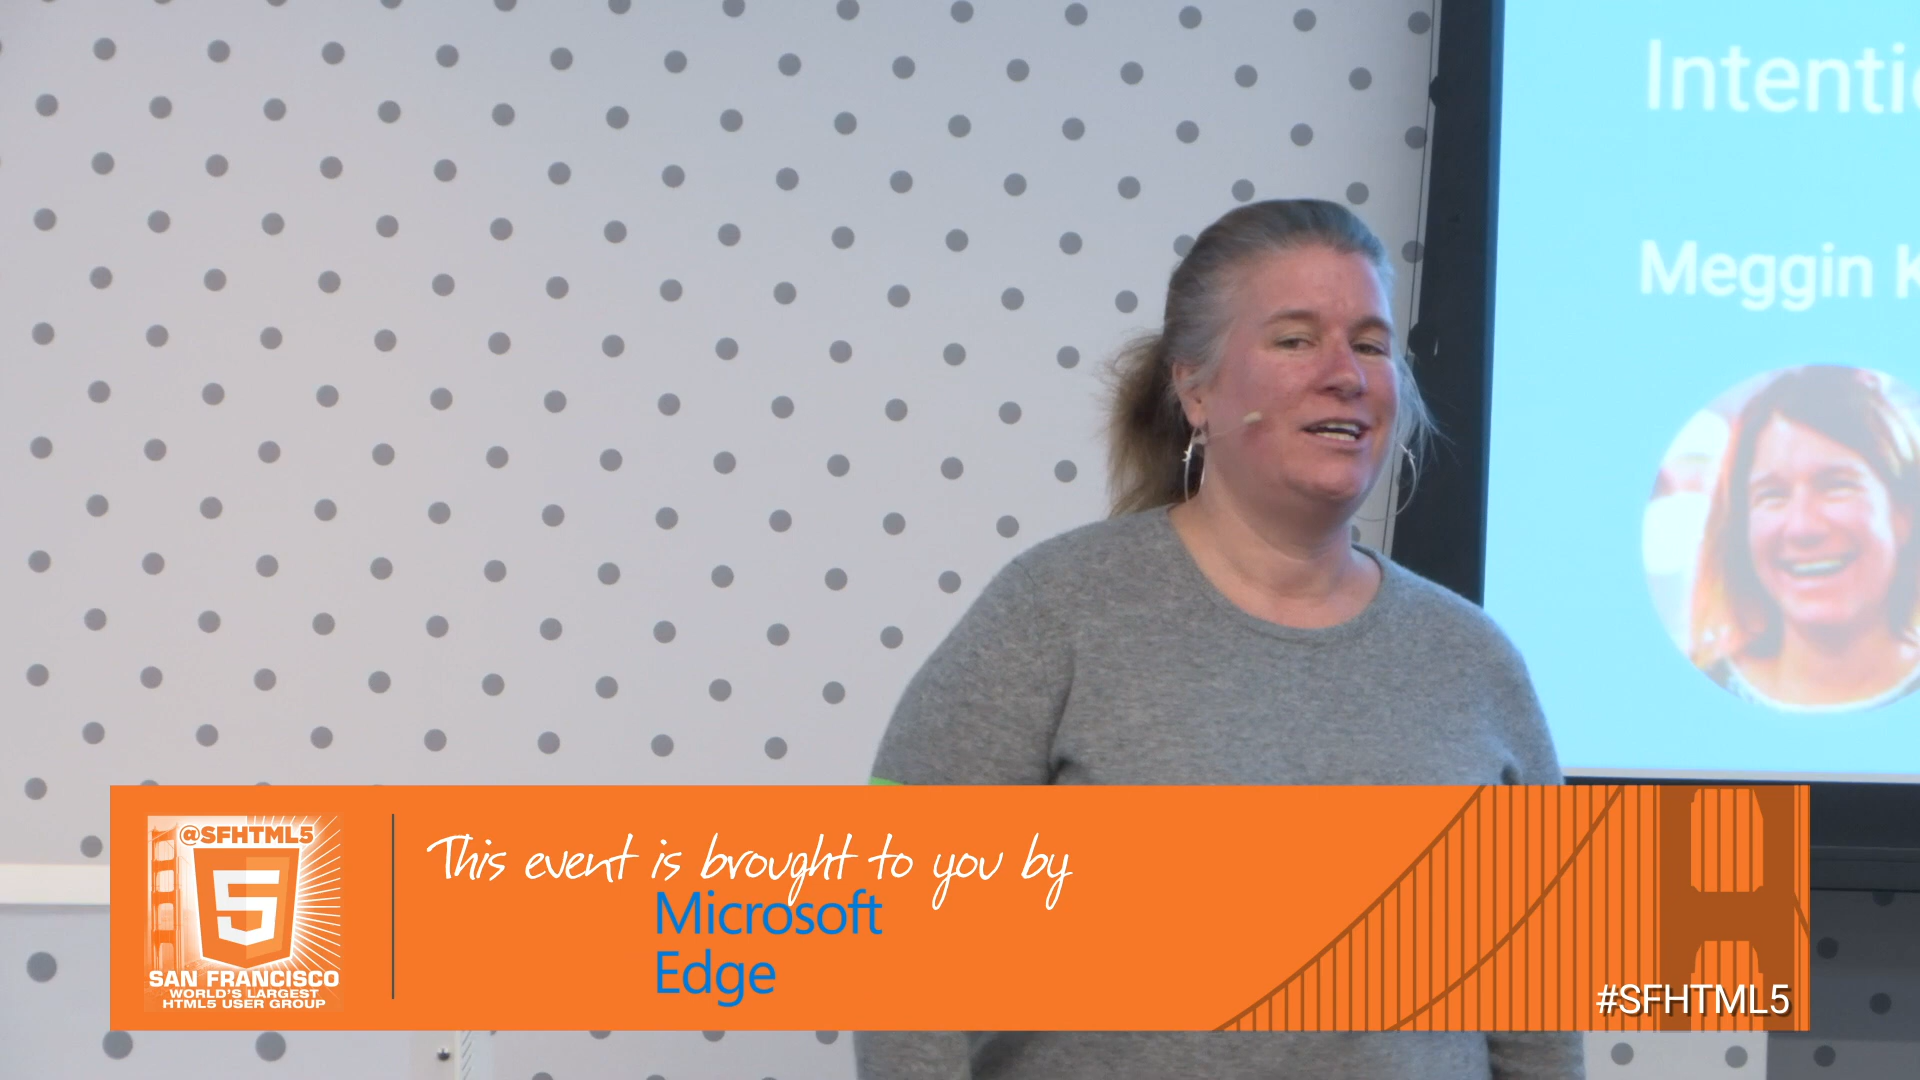 Intenti
Meggin K
@SFHTML5
5
SAN FRANCISCO
WORLD'S LARGEST
HTML5 USER GROUP
This event is brought to you by
Microsoft
Edge
#SFHTML5